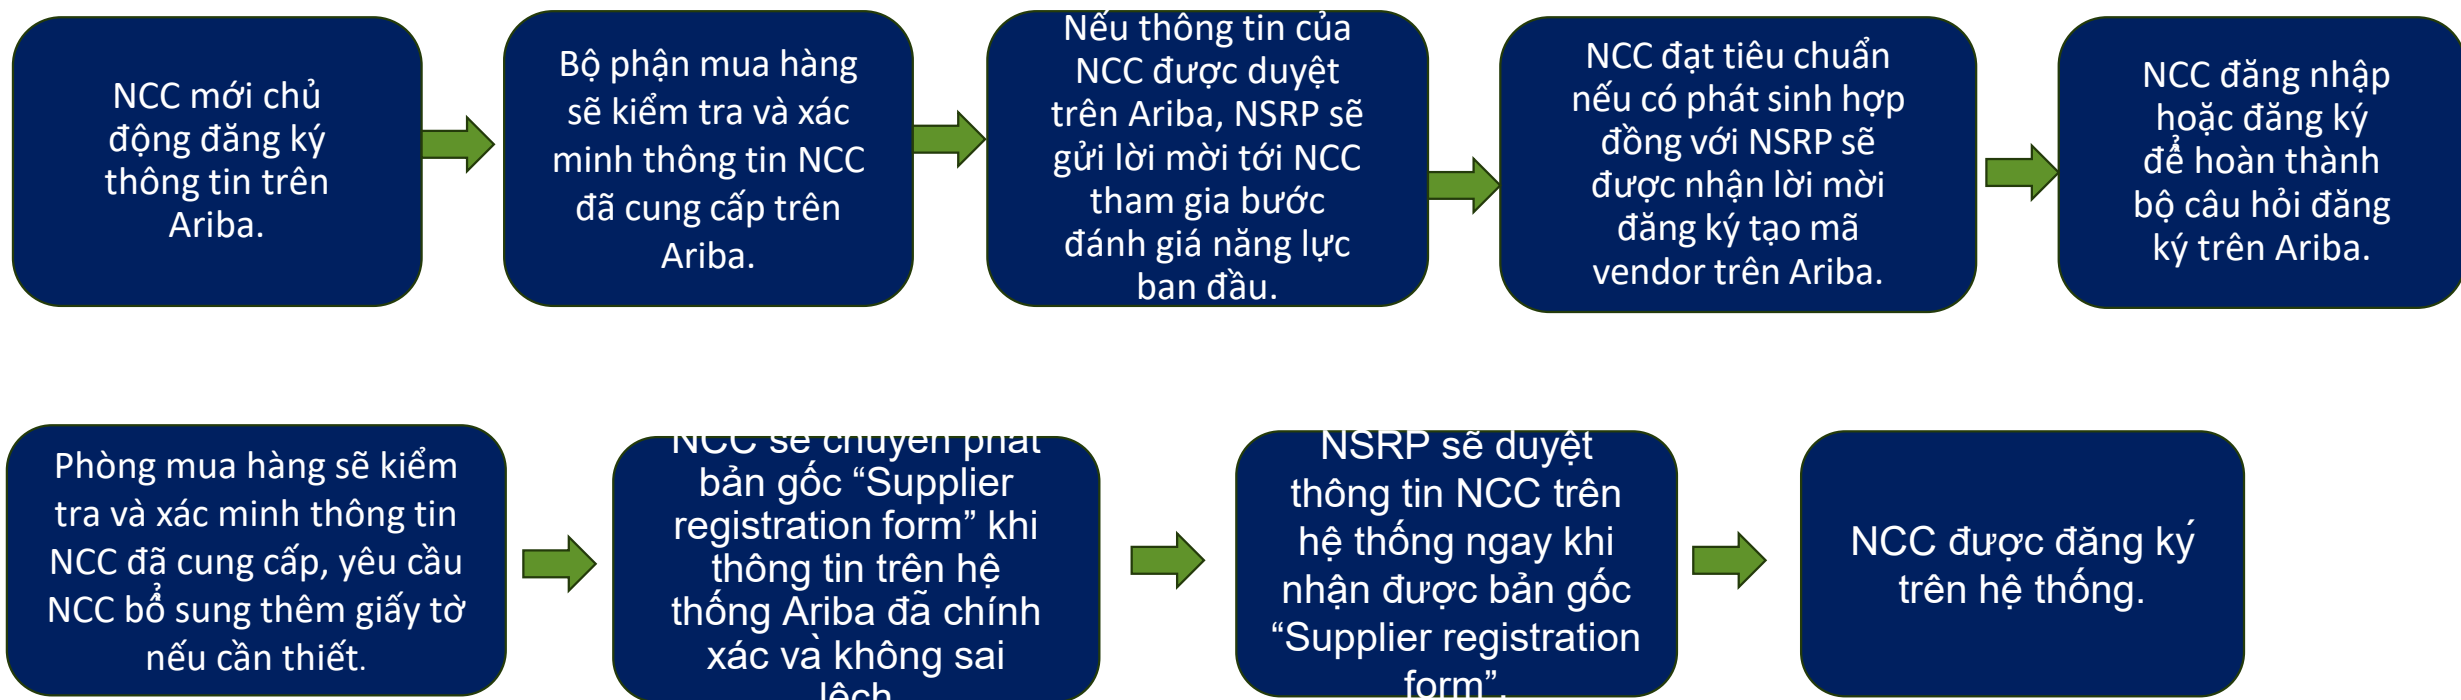 NCC mới chủ
động đăng ký
thông tin trên
Ariba.
Bộ phận mua hàng
sẽ kiểm tra và xác
minh thông tin NCC
đã cung cấp trên
Ariba.
Nếu thông tin của
NCC được duyệt
trên Ariba, NSRP sẽ
gửi lời mời tới NCC
tham gia bước
đánh giá năng lực
ban đầu.
NCC đạt tiêu chuẩn
nếu có phát sinh hợp
đồng với NSRP sẽ
được nhận lời mời
đăng ký tạo mã
vendor trên Ariba.
NCC đăng nhập
hoặc đăng ký
để hoàn thành
bộ câu hỏi đăng
ký trên Ariba.
Phòng mua hàng sẽ kiểm
tra và xác minh thông tin
NCC đã cung cấp, yêu cầu
NCC bổ sung thêm giấy tờ
nếu cần thiết.
NCC sẽ chuyển phát
bản gốc “Supplier
registration form” khi
thông tin trên hệ
thống Ariba đã chính
xác và không sai
lệch
NSRP sẽ duyệt
thông tin NCC trên
hệ thống ngay khi
nhận được bản gốc
“Supplier registration
form”.
NCC được đăng ký
trên hệ thống.